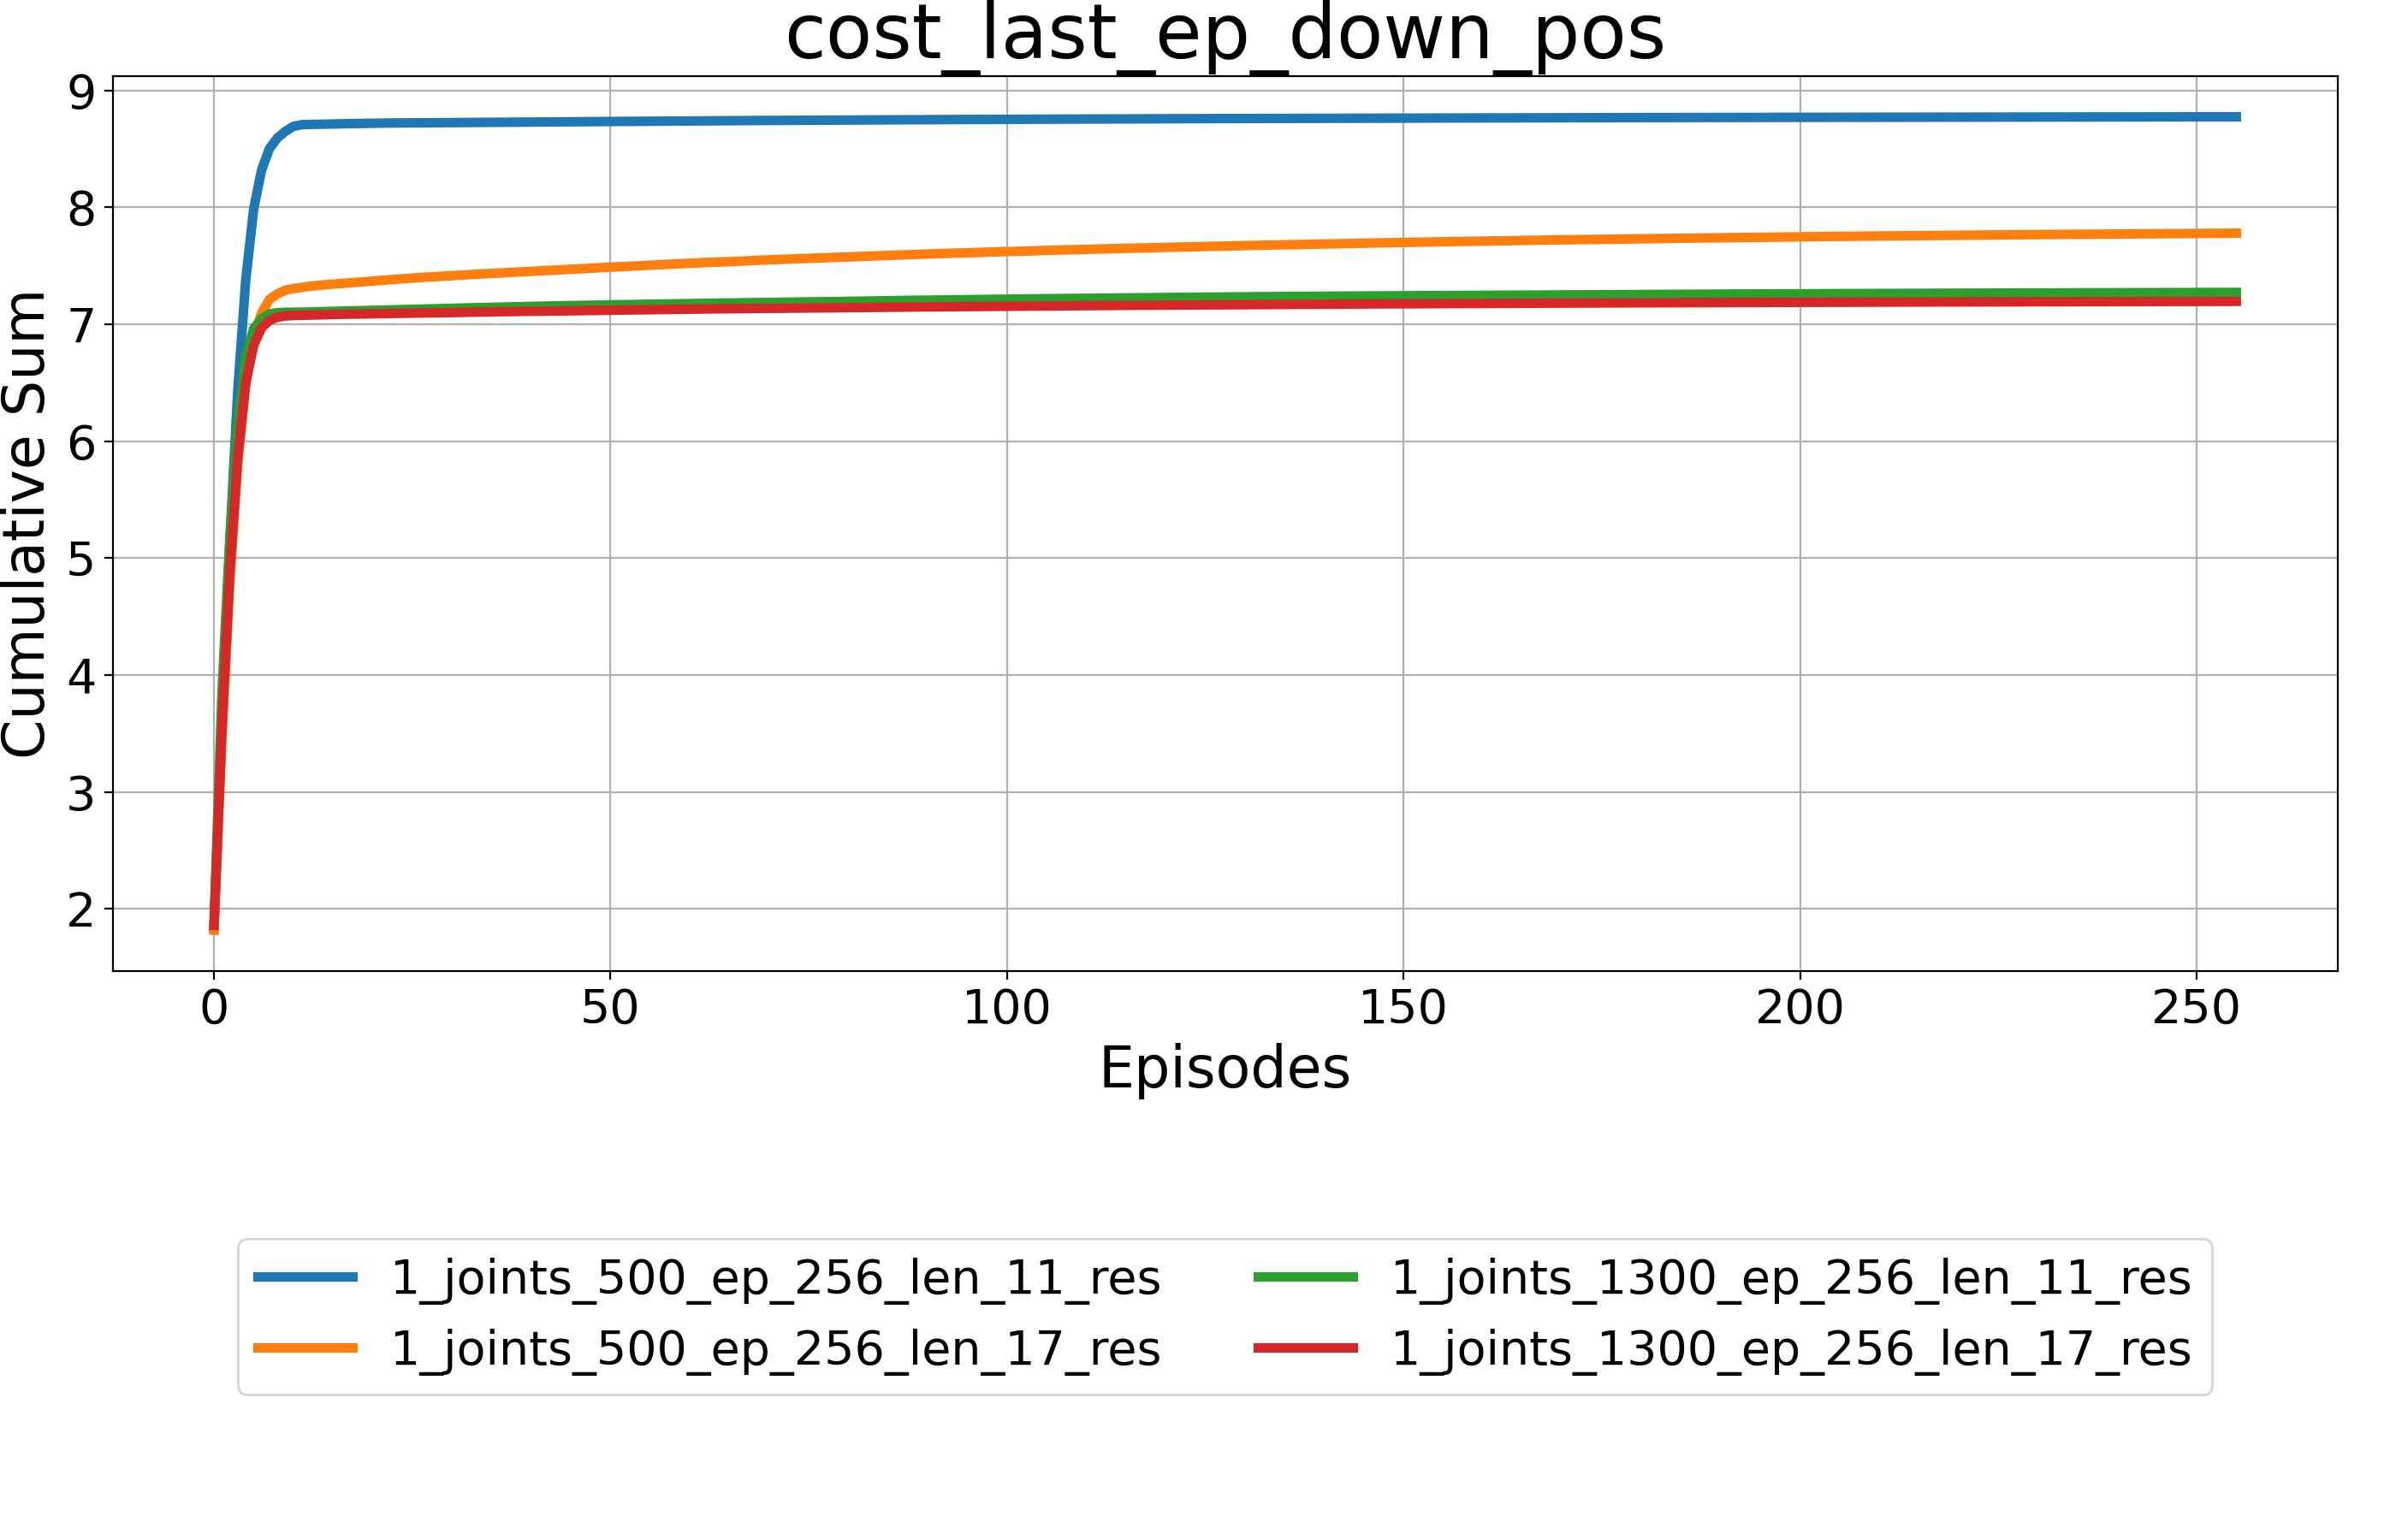 cost_last_ep_down_pos
Cumulative Sum
9
8
7
6
5
4
3
2
0 50 100 150 200 250
Episodes
1_joints_500_ep_256_len_11_res
1_joints_500_ep_256_len_17_res
1_joints_1300_ep_256_len_11_res
1_joints_1300_ep_256_len_17_res